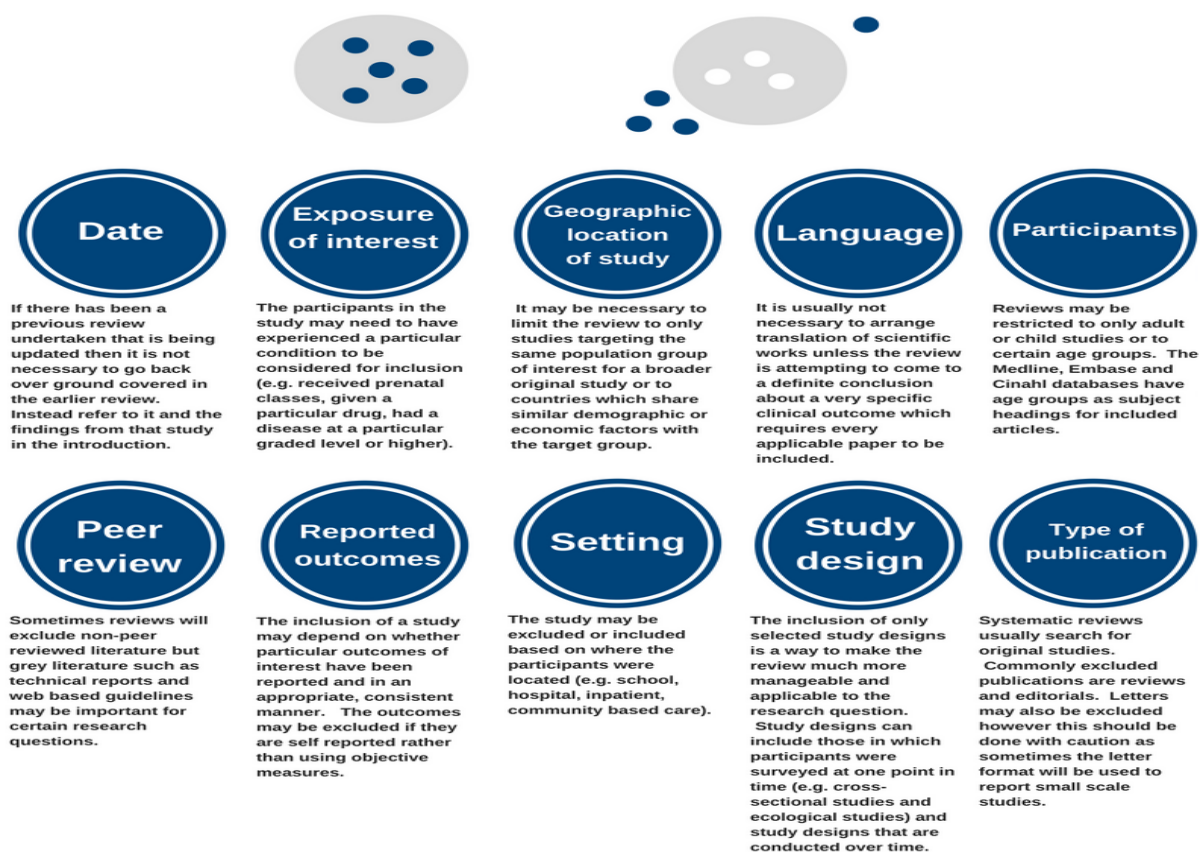 Date
If there has been a
previous review
undertaken that is being
updated then it is not
necessary to go back
over ground covered in
the earlier review.
Instead refer to it and the
findings from that study
in the introduction.
Exposure
of interest
The participants in the
study may need to have
experienced a particular
condition to be
considered for inclusion
(e.g. received prenatal
classes, given a
particular drug, had a
disease at a particular
graded level or higher).
Geographic
location
of study
It may be necessary to
limit the review to only
studies targeting the
same population group
of interest for a broader
original study or to
countries which share
similar demographic or
economic factors with
the target group.
Language
It is usually not
necessary to arrange
translation of scientific
works unless the review
is attempting to come to
a definite conclusion
about a very specific
clinical outcome which
requires every
applicable paper to be
included.
Participants
Reviews may be
restricted to only adult
or child studies or to
certain age groups.  The
Medline, Embase and
Cinahl databases have
age groups as subject
headings for included
articles.
Peer
review
Sometimes reviews will
exclude non-peer
reviewed literature but
grey literature such as
technical reports and
web based guidelines
may be important for
certain research
questions.
Reported
outcomes
The inclusion of a study
may depend on whether
particular outcomes of
interest have been
reported and in an
appropriate, consistent
manner.   The outcomes
may be excluded if they
are self reported rather
than using objective
measures.
Setting
The study may be
excluded or included
based on where the
participants were
located (e.g. school,
hospital, inpatient,
community based care).
Study
design
The inclusion of only
selected study designs
is a way to make the
review much more
manageable and
applicable to the
research question.
Study designs can
include those in which
participants were
surveyed at one point in
time (e.g. cross-
sectional studies and
ecological studies) and
study designs that are
conducted over time.
Type of
publication
Systematic reviews
usually search for
original studies.
Commonly excluded
publications are reviews
and editorials.  Letters
may also be excluded
however this should be
done with caution as
sometimes the letter
format will be used to
report small scale
studies.